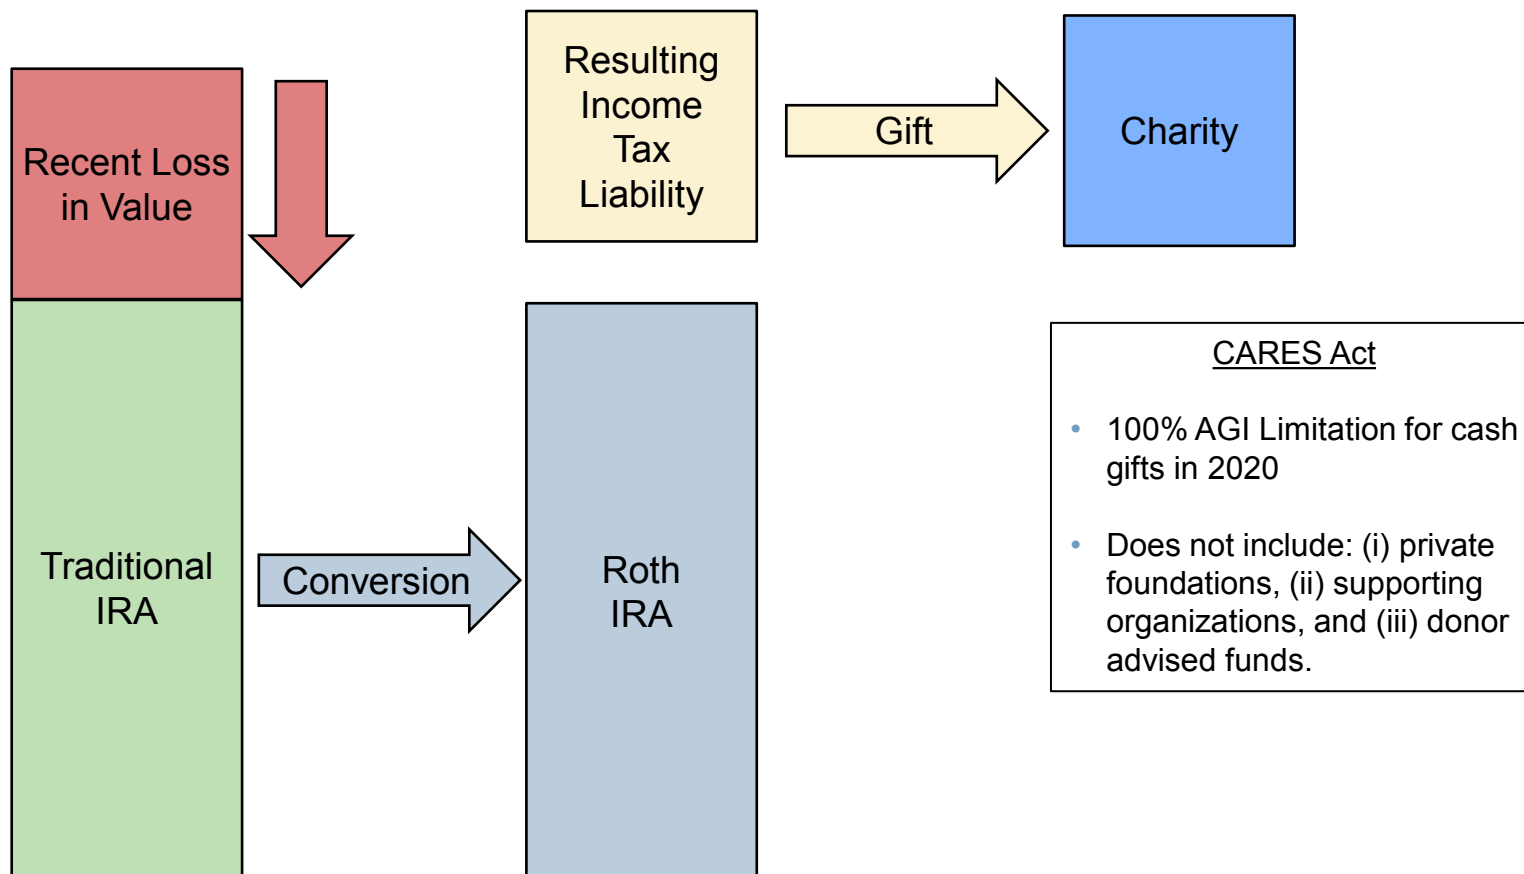 Recent Loss
in Value
Traditional
IRA
Conversion
Resulting
Income
Tax
Liability
Roth
IRA
Gift
Charity
CARES Act
• 100% AGI Limitation for cash
gifts in 2020
• Does not include: (i) private
foundations, (ii) supporting
organizations, and (iii) donor
advised funds.